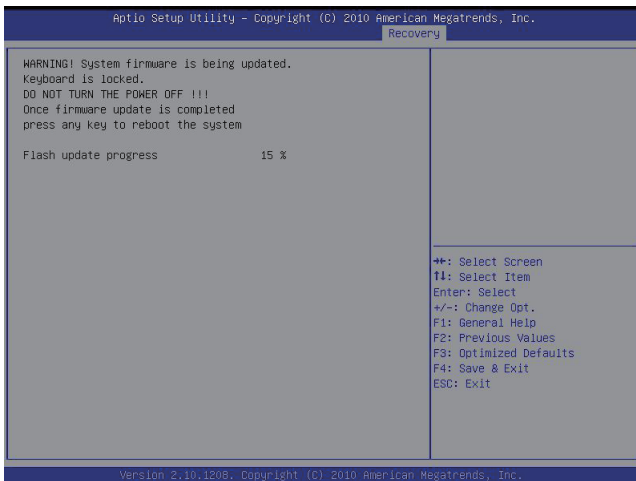 Aptio Setup Utility – Copyright (C) 2010 American Megatrends, Inc.
Recovery
WARNING! System firmware is being updated.
Keyboard is locked.
DO NOT TURN THE POWER OFF !!!
Once firmware update is completed
press any key to reboot the system
Flash update progress 15 %
→←: Select Screen
↑↓: Select Item
Enter: Select
+/-: Change Opt.
F1: General Help
F2: Previous Values
F3: Optimized Defaults
F4: Save & Exit
ESC: Exit
Version 2.10.1208. Copyright (C) 2010 American Megatrends, Inc.